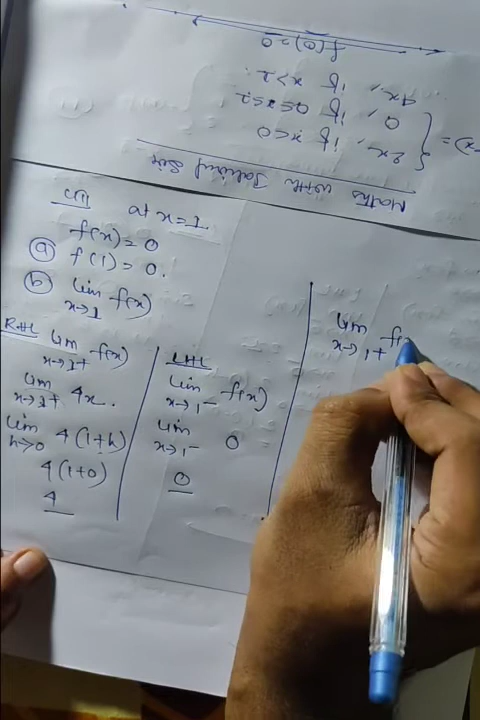 Maths with Jalaluf Sir
f(x) = { 2x, if x<0
0, if 0≤x≤1
4x, if x>1
f(0)=0
(ii) at x=1
f(x)=0
(a) f(1)=0.
(b) lim x→1 f(x)
RHL lim x→1+ f(x)
lim x→1+ 4x.
lim h→0 4(1+h)
4(1+0)
4
LHL
lim x→1- f(x)
lim x→1- 0
0
lim x→1+ f(x